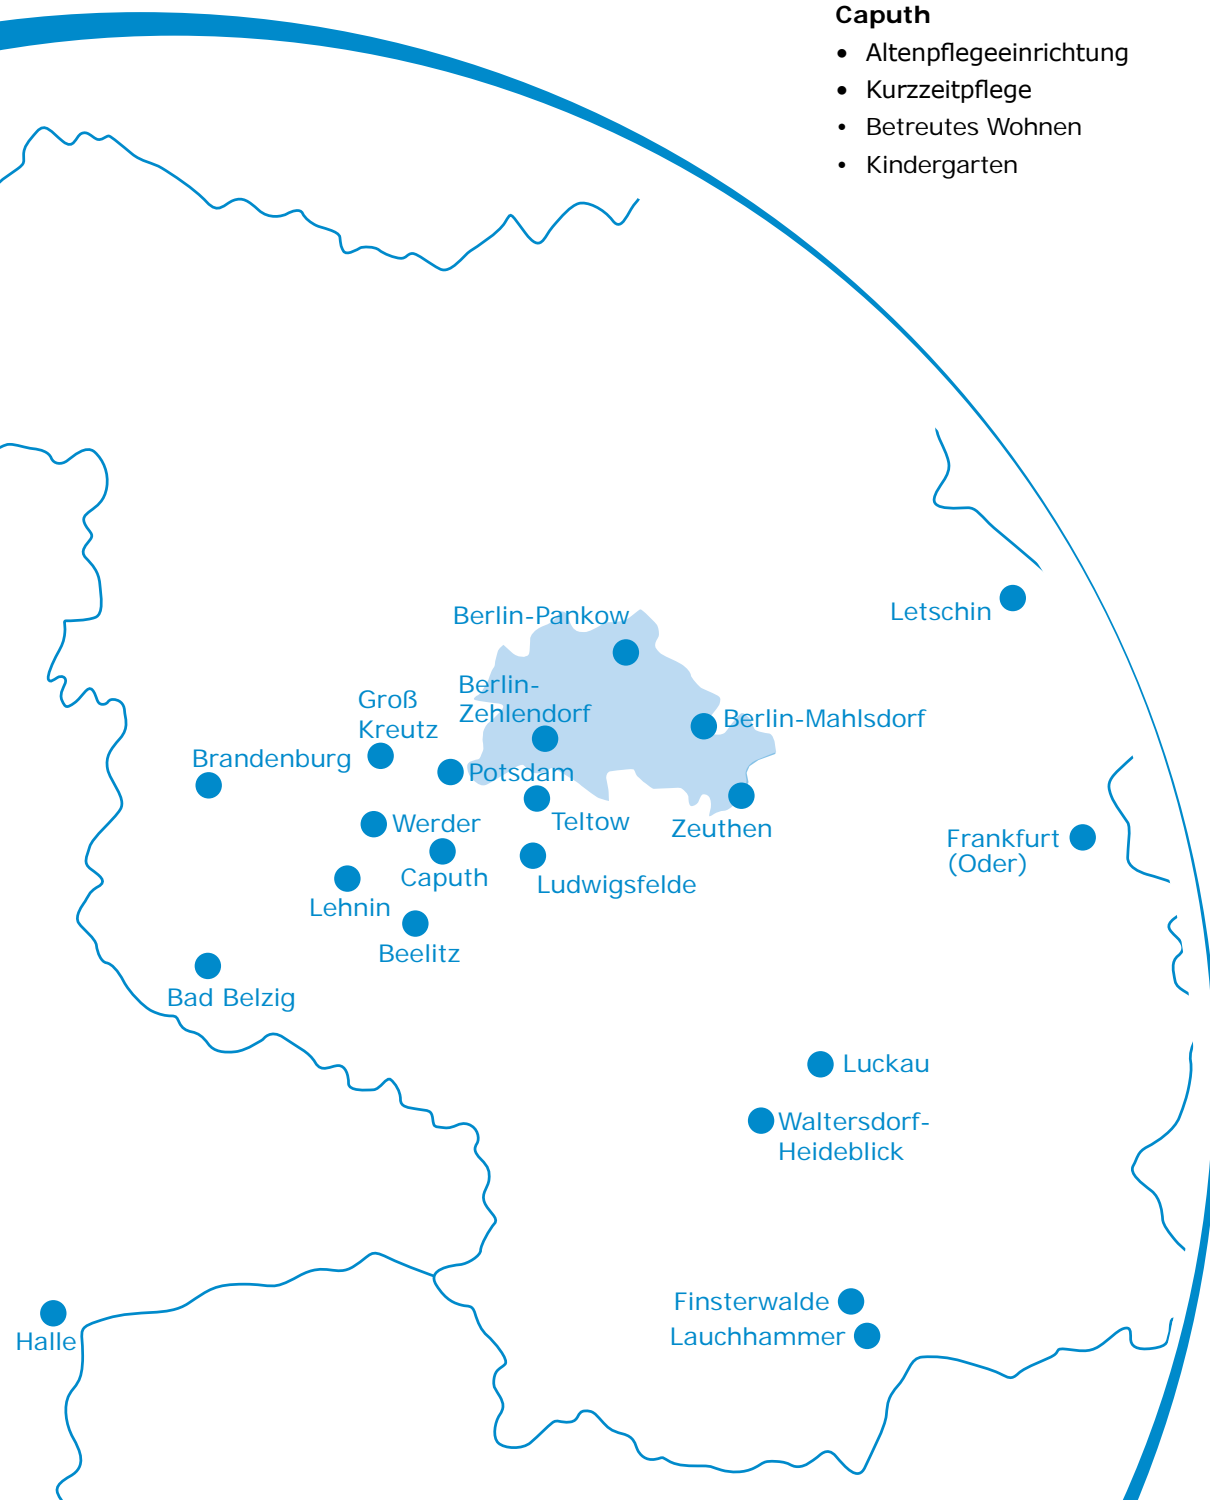 Caputh
• Altenpflegeeinrichtung
• Kurzzeitpflege
• Betreutes Wohnen
• Kindergarten
Letschin
Berlin-Pankow
Berlin-
Zehlendorf
Groß
Kreutz
Berlin-Mahlsdorf
Brandenburg
Potsdam
Teltow
Werder
Zeuthen
Frankfurt
(Oder)
Caputh
Ludwigsfelde
Lehnin
Beelitz
Bad Belzig
Luckau
Waltersdorf-
Heideblick
Finsterwalde
Lauchhammer
Halle